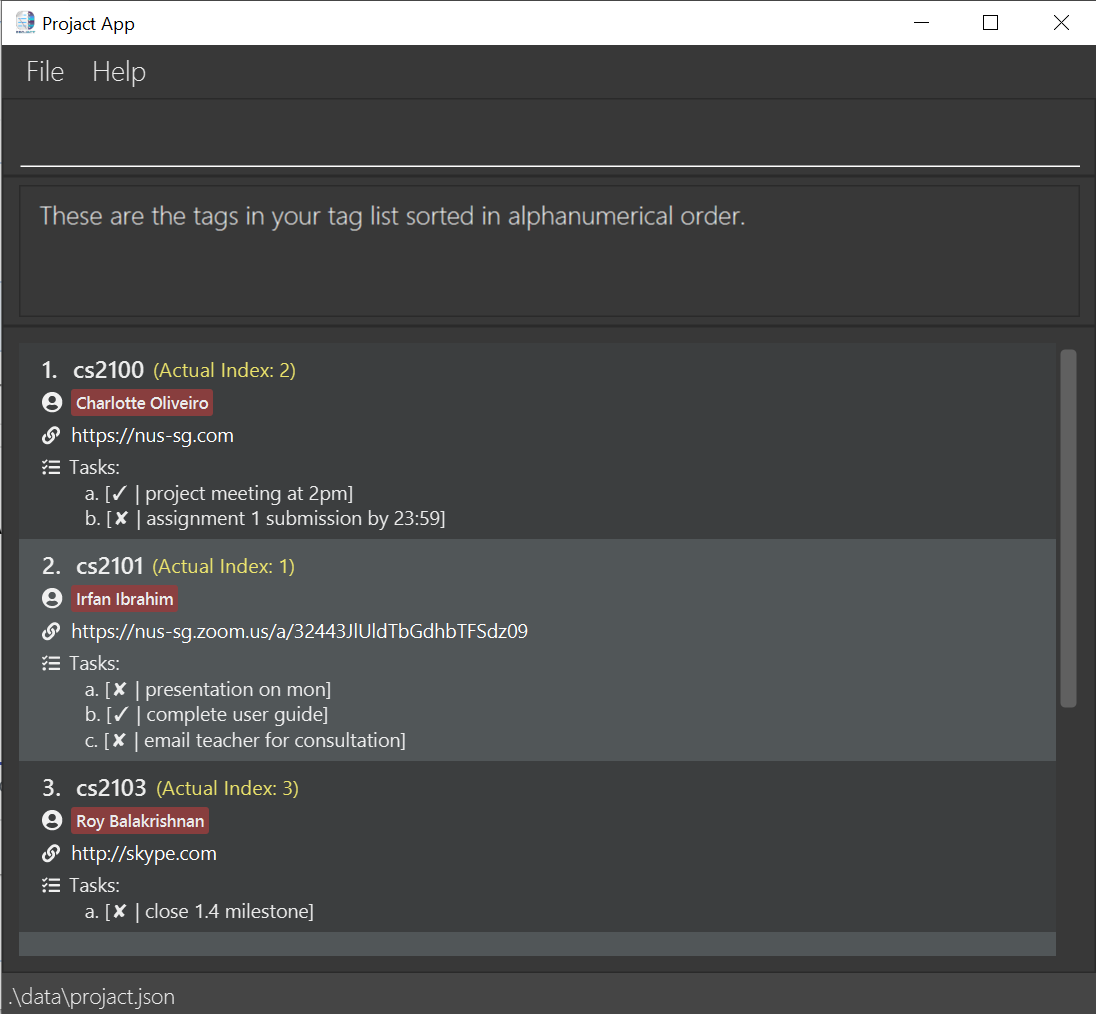 Projact App
File Help
These are the tags in your tag list sorted in alphanumerical order.
1. cs2100 (Actual Index: 2)
Charlotte Oliveiro
https://nus-sg.com
Tasks:
a. [✓ | project meeting at 2pm]
b. [✘ | assignment 1 submission by 23:59]
2. cs2101 (Actual Index: 1)
Irfan Ibrahim
https://nus-sg.zoom.us/a/32443JlUldTbGdhbTFSdz09
Tasks:
a. [✘ | presentation on mon]
b. [✓ | complete user guide]
c. [✘ | email teacher for consultation]
3. cs2103 (Actual Index: 3)
Roy Balakrishnan
http://skype.com
Tasks:
a. [✘ | close 1.4 milestone]
.\data\projact.json